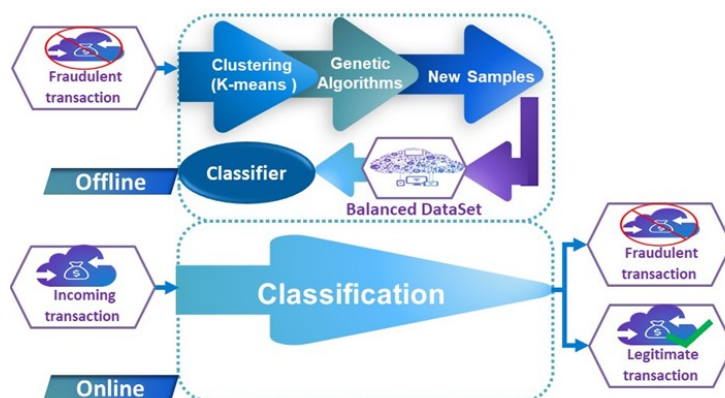 Fraudulent
transaction
Clustering
(K-means )
Genetic
Algorithms
New Samples
Offline
Classifier
Balanced DataSet
Incoming
transaction
Classification
Fraudulent
transaction
Legitimate
transaction
Online